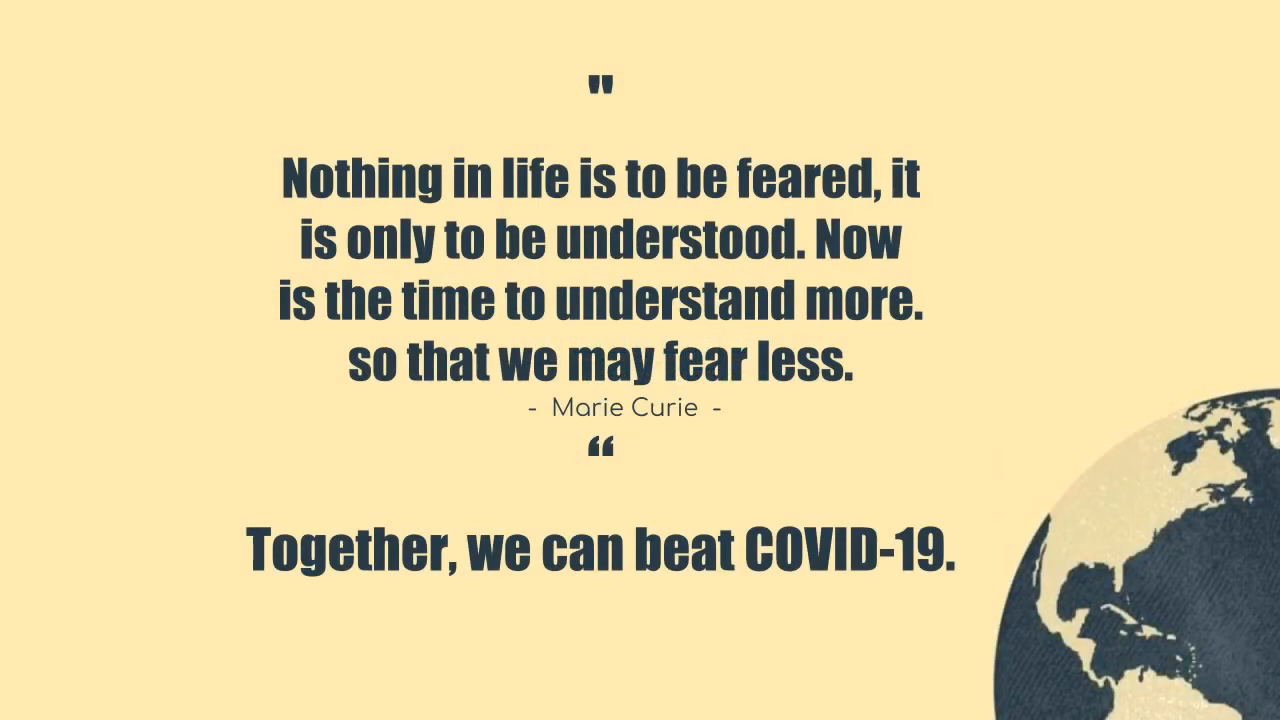 "
Nothing in life is to be feared, it
is only to be understood. Now
is the time to understand more.
so that we may fear less.
- Marie Curie -
“
Together, we can beat COVID-19.